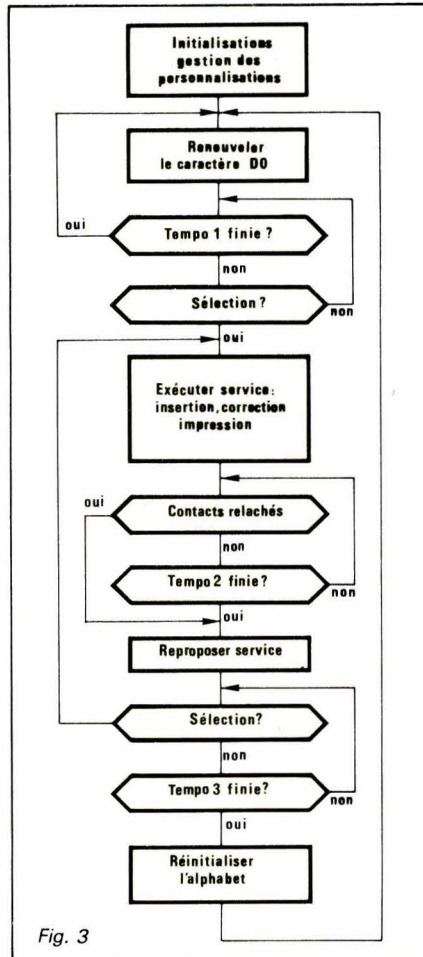 Initialisations
gestion des
personnalisations
Renouveler
le caractère DO
oui
Tempo 1 finie ?
non
Sélection ?
non
oui
Exécuter service :
insertion, correction
impression
oui
Contacts relachés
non
Tempo 2 finie ?
non
oui
Reproposer service
Sélection?
non
Tempo 3 finie?
non
oui
Réinitialiser
l'alphabet
Fig. 3